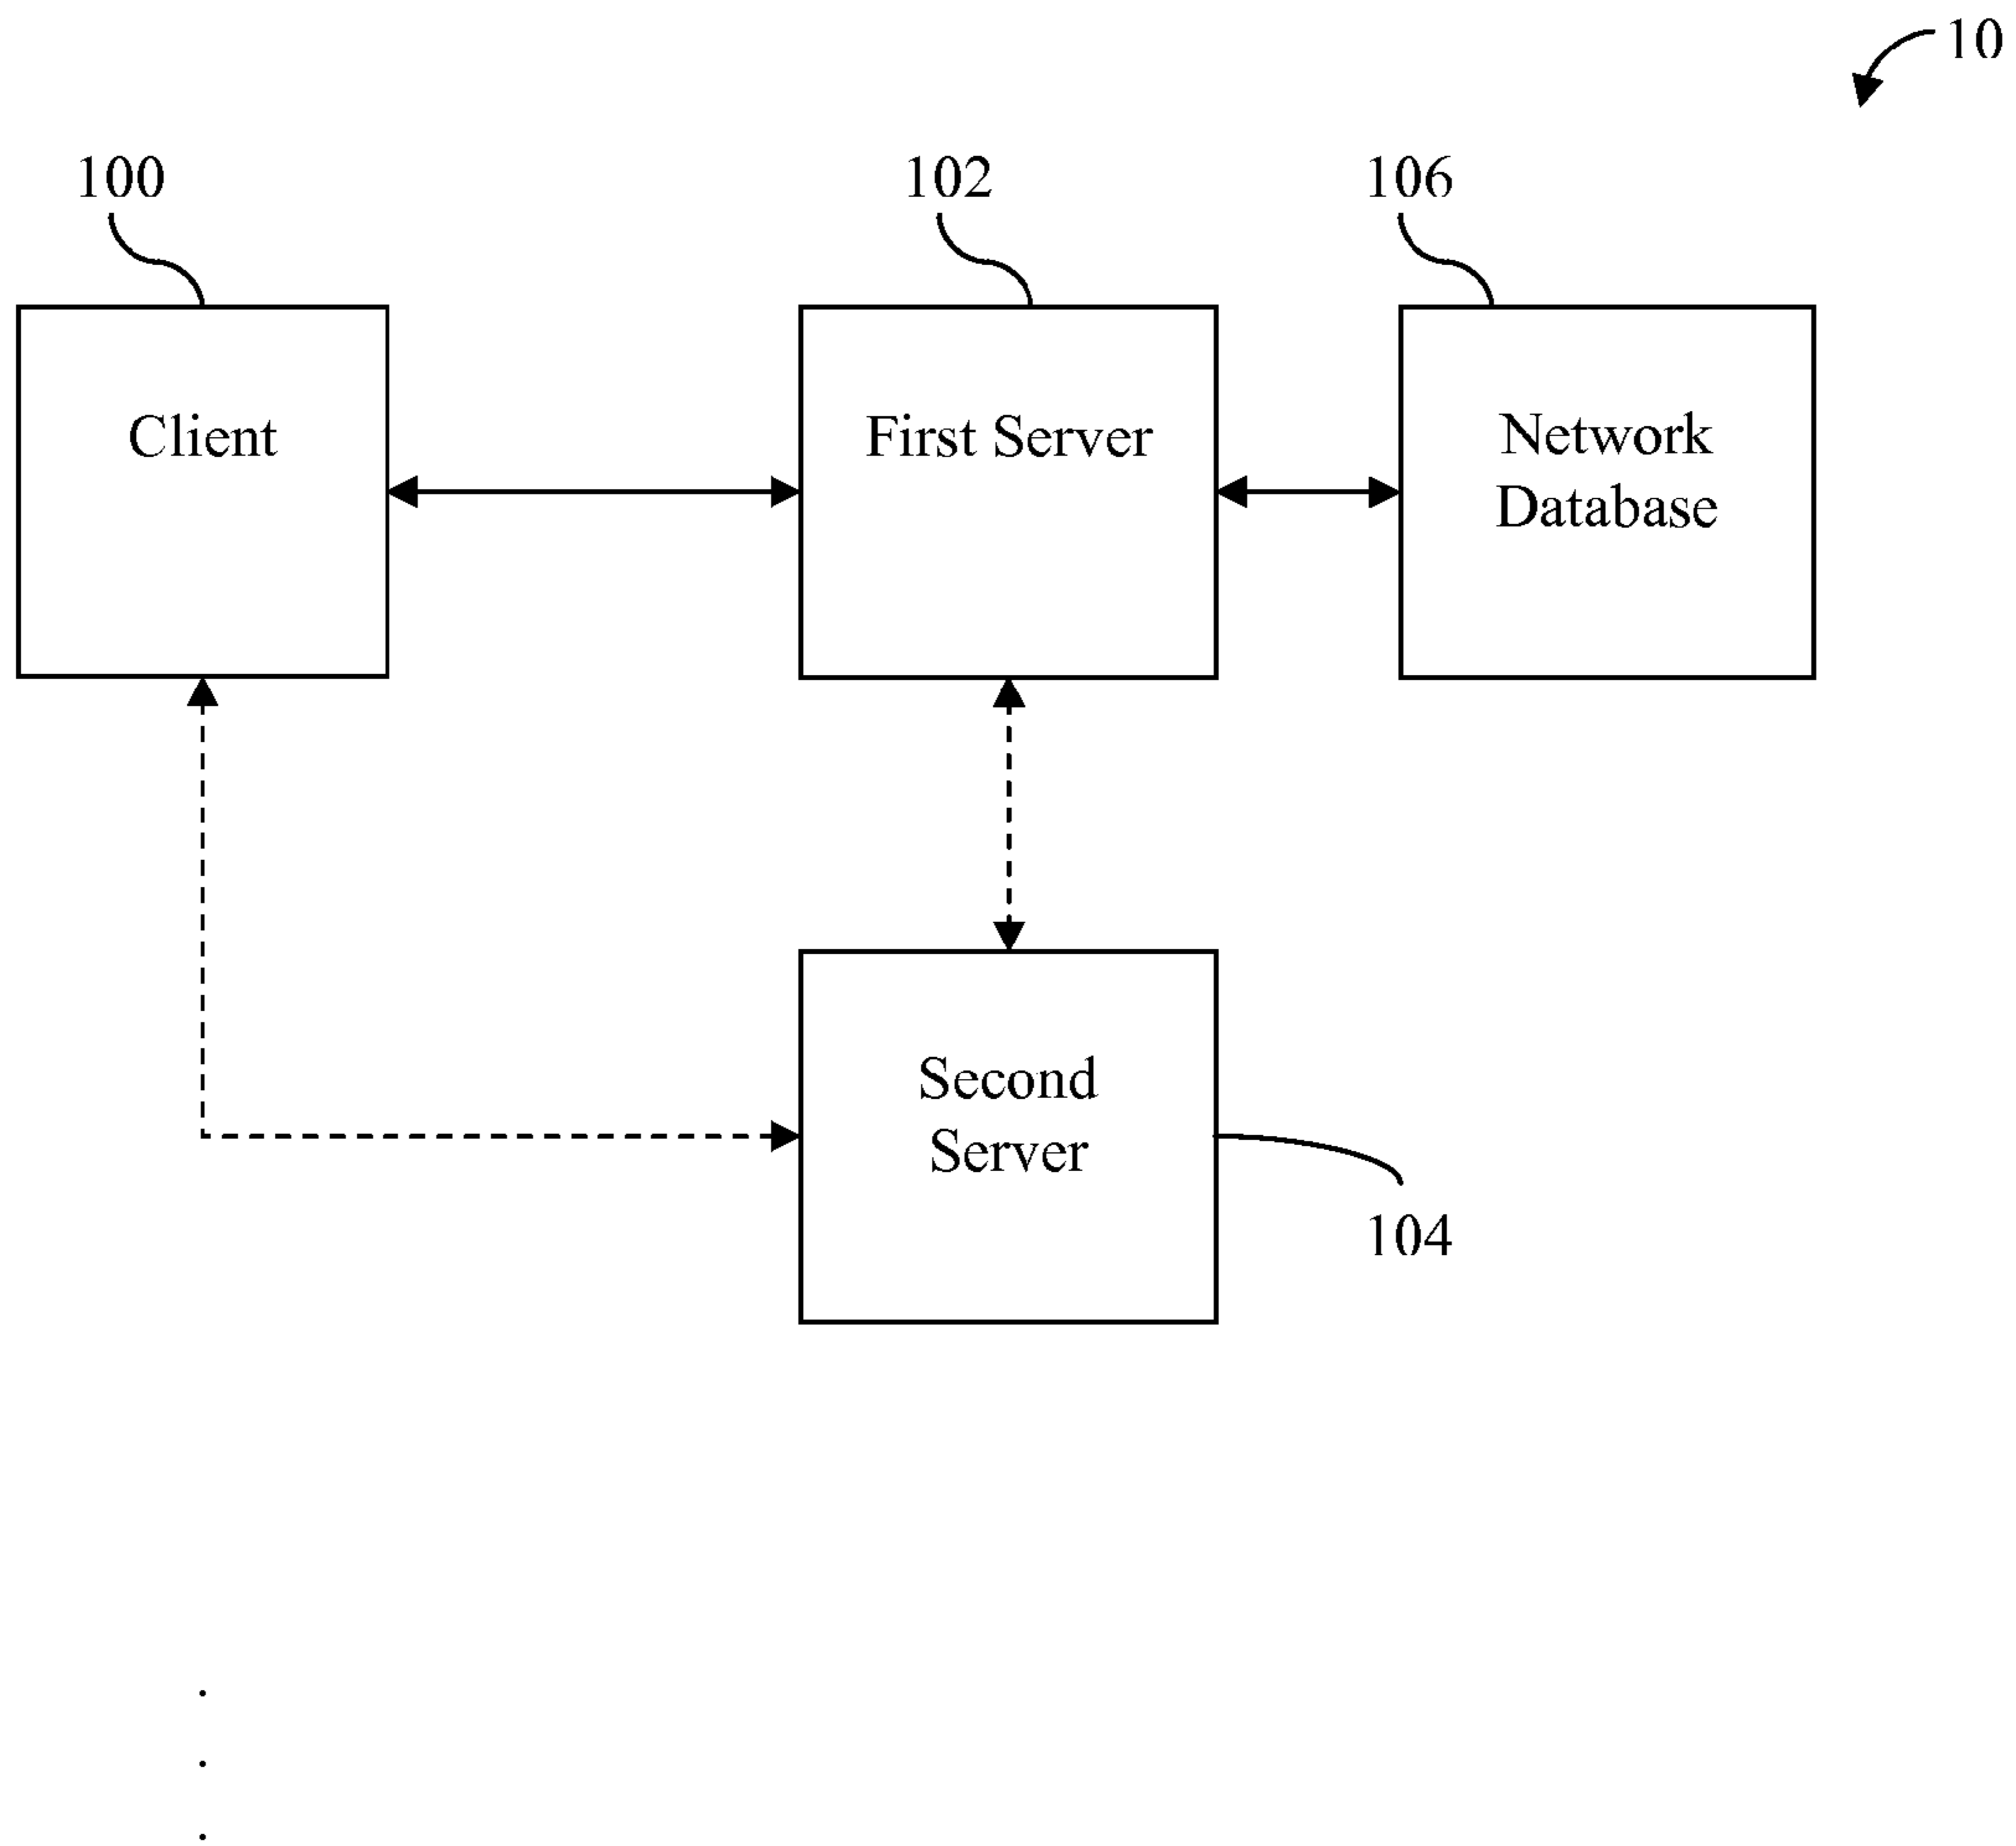 10
100
102
106
Client
First Server
Network
Database
Second
Server
104